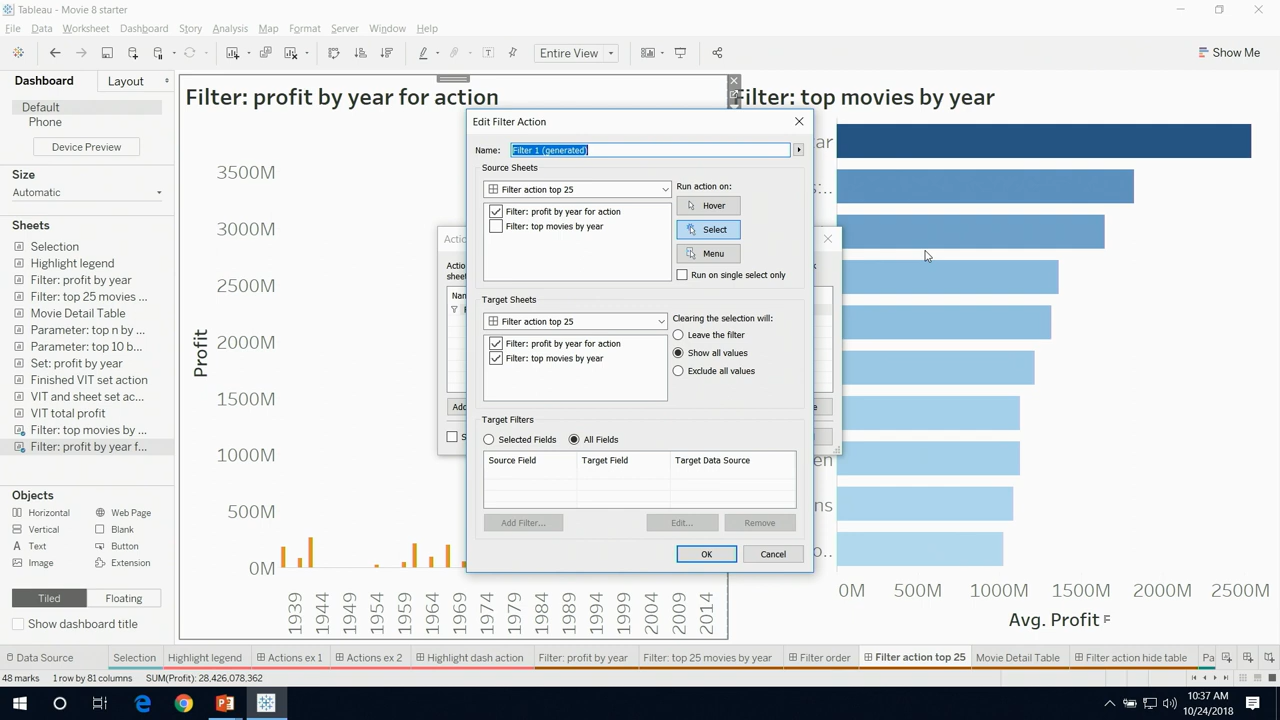 Tableau - Movie 8 starter
File Data Worksheet Dashboard Story Analysis Map Format Server Window Help
Entire View
Show Me
Dashboard Layout
Default
Phone
Device Preview
Size
Automatic
Sheets
Selection
Highlight legend
Filter: profit by year
Filter: top 25 movies ...
Movie Detail Table
Parameter: top n by ...
Parameter: top 10 b...
Set: profit by year
Finished VIT set action
VIT and sheet set ac...
VIT total profit
Filter: top movies by ...
Filter: profit by year f...
Objects
Horizontal Web Page
Vertical Blank
Text Button
Image Extension
Tiled Floating
Show dashboard title
Filter: profit by year for action
Profit
3500M
3000M
2500M
2000M
1500M
1000M
500M
0M
1939 1944 1949 1954 1959 1964 1969 1974 1979 1984 1989 1994 1999 2004 2009 2014
Filter: top movies by year
0M 500M 1000M 1500M 2000M 2500M
Avg. Profit
Edit Filter Action
Name: Filter 1 (generated)
Source Sheets
Filter action top 25
Filter: profit by year for action
Filter: top movies by year
Run action on:
Hover
Select
Menu
Run on single select only
Target Sheets
Filter action top 25
Filter: profit by year for action
Filter: top movies by year
Clearing the selection will:
Leave the filter
Show all values
Exclude all values
Target Filters
Selected Fields All Fields
Source Field Target Field Target Data Source
Add Filter... Edit... Remove
OK Cancel
Data Source Selection Highlight legend Actions ex 1 Actions ex 2 Highlight dash action Filter: profit by year Filter: top 25 movies by year Filter order Filter action top 25 Movie Detail Table Filter action hide table Pa
48 marks 1 row by 81 columns SUM(Profit): 28.426.078,362
10:37 AM
10/24/2018